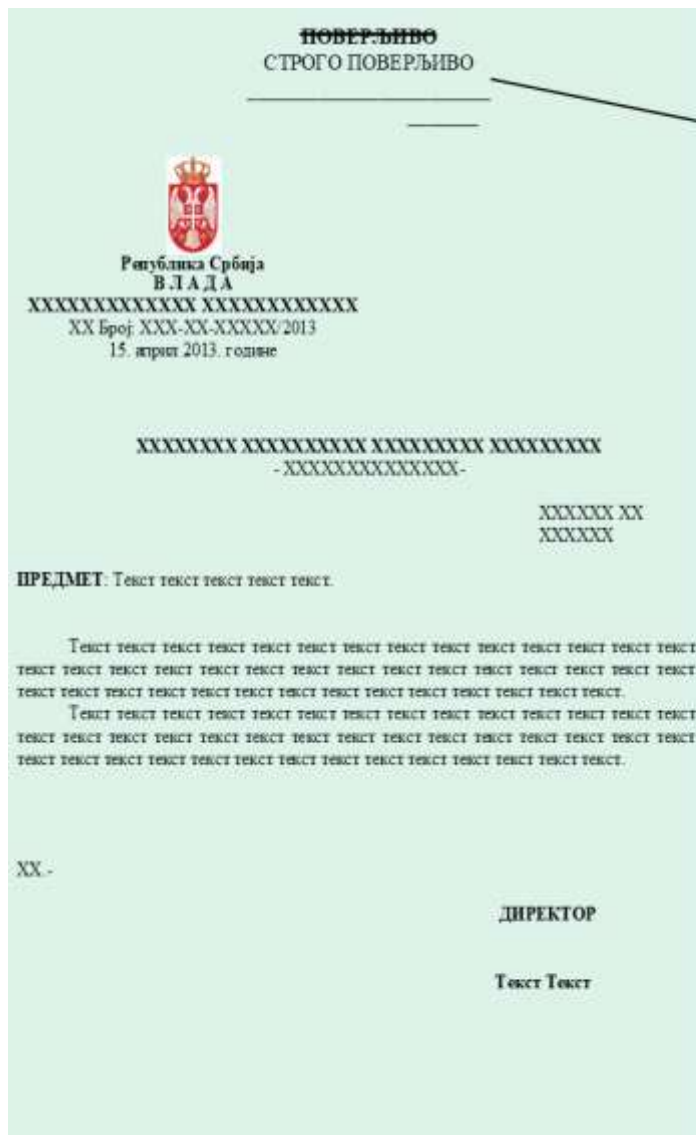 ПОВЕРЉИВО
СТРОГО ПОВЕРЉИВО
Република Србија
В Л А Д А
XXXXXXXXXXXXX XXXXXXXXXXXX
XX Број: XXX-XX-XXXXX/2013
15. април 2013. године
XXXXXXXX XXXXXXXXXX XXXXXXXXX XXXXXXXXX
- XXXXXXXXXXXXXX-
XXXXXX XX
XXXXXX
ПРЕДМЕТ: Текст текст текст текст текст.
Текст текст текст текст текст текст текст текст текст текст текст текст текст текст
текст текст текст текст текст текст текст текст текст текст текст текст текст текст текст
текст текст текст текст текст текст текст текст текст текст текст текст текст текст.
Текст текст текст текст текст текст текст текст текст текст текст текст текст текст
текст текст текст текст текст текст текст текст текст текст текст текст текст текст текст
текст текст текст текст текст текст текст текст текст текст текст текст текст текст.
XX.-
ДИРЕКТОР
Текст Текст